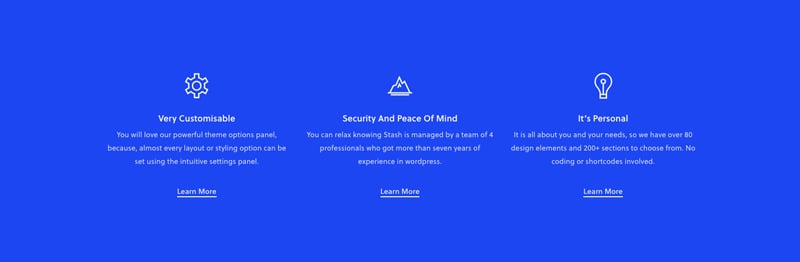 Very Customisable
You will love our powerful theme options panel,
because, almost every layout or styling option can be
set using the intuitive settings panel.
Learn More
Security And Peace Of Mind
You can relax knowing Stash is managed by a team of 4
professionals who got more than seven years of
experience in wordpress.
Learn More
It's Personal
It is all about you and your needs, so we have over 80
design elements and 200+ sections to choose from. No
coding or shortcodes involved.
Learn More